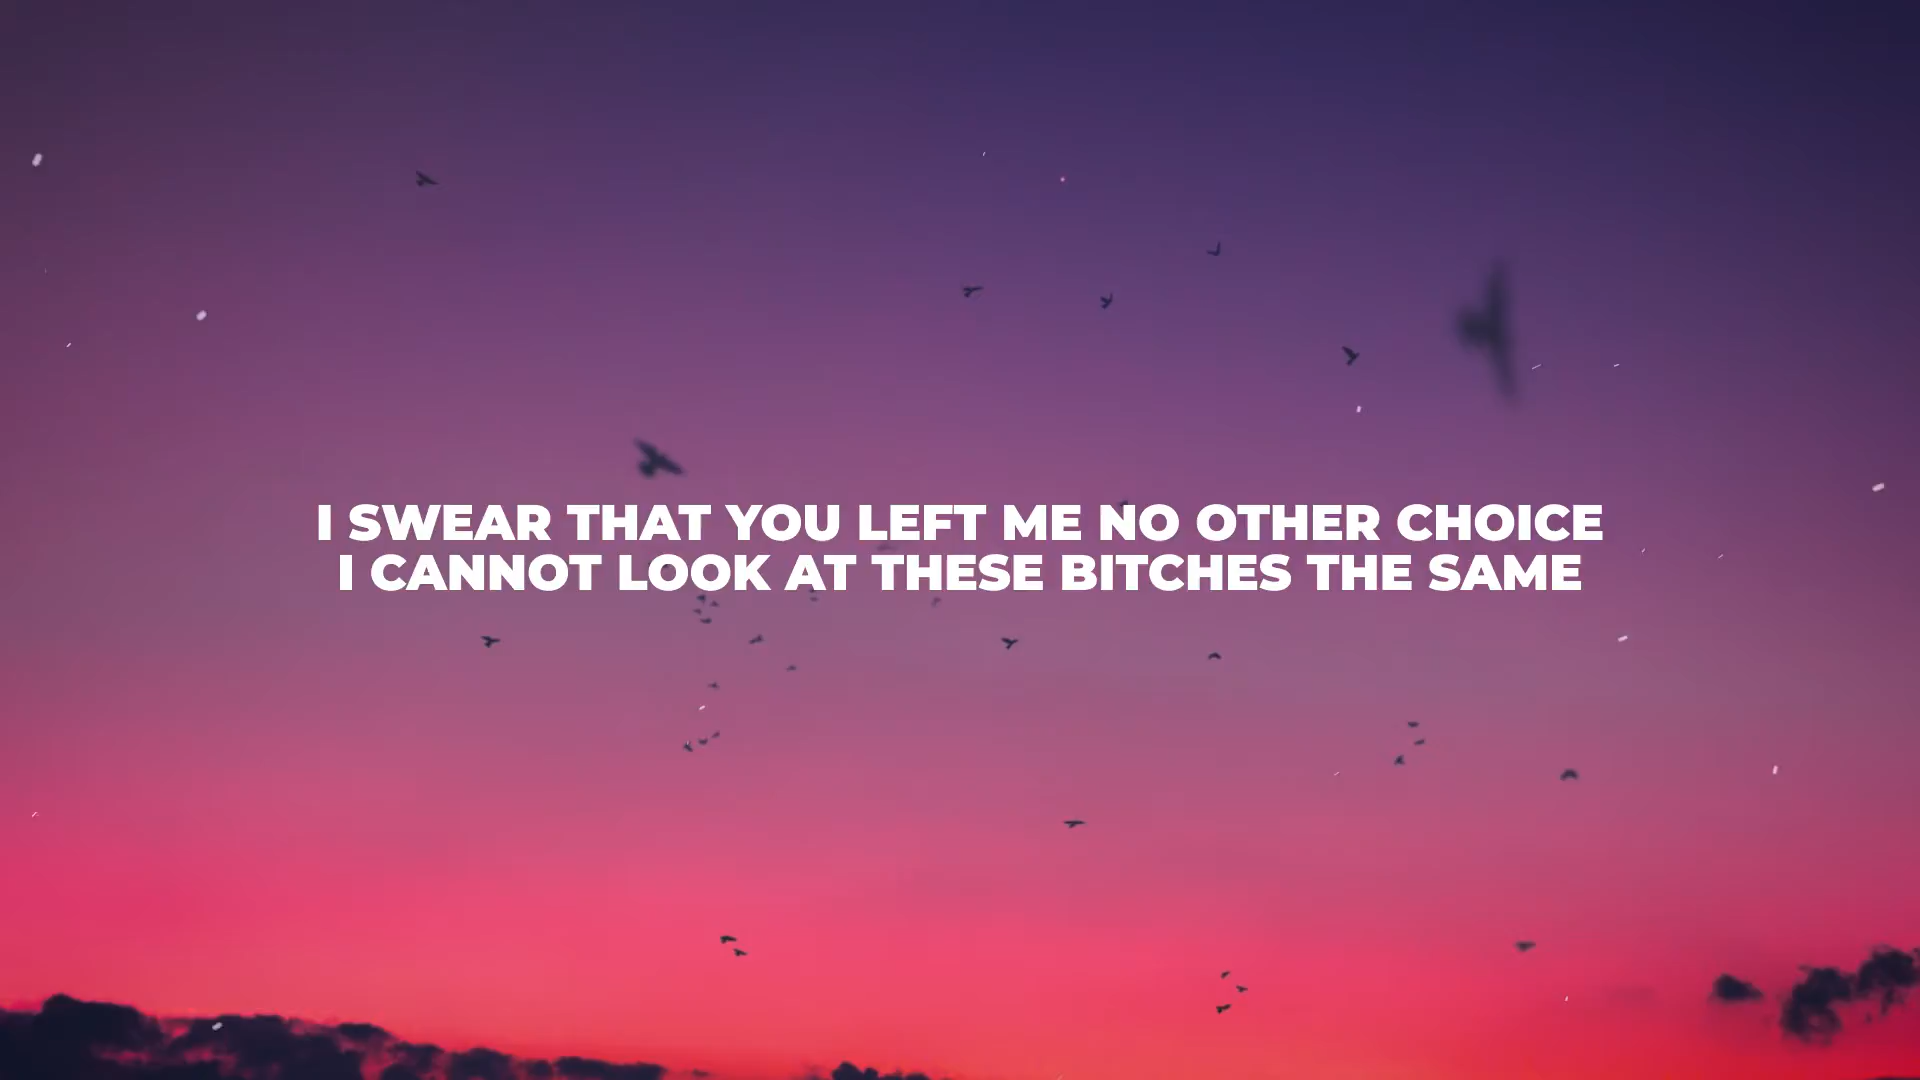 I SWEAR THAT YOU LEFT ME NO OTHER CHOICE
I CANNOT LOOK AT THESE BITCHES THE SAME